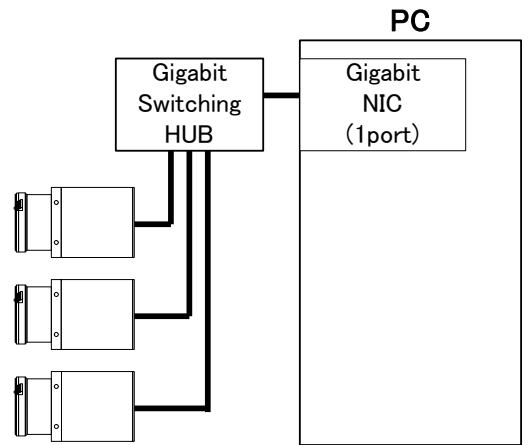 PC
Gigabit
Switching
HUB
Gigabit
NIC
(1port)